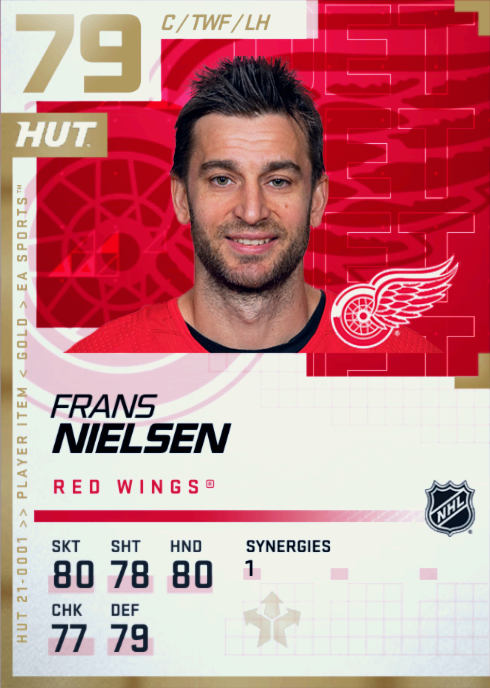 79
C / TWF / LH
HUT
HUT 21-0001 >> PLAYER ITEM < GOLD > EA SPORTS™
FRANS
NIELSEN
RED WINGS®
NHL
SKT SHT HND SYNERGIES
80 78 80 1
CHK DEF
77 79